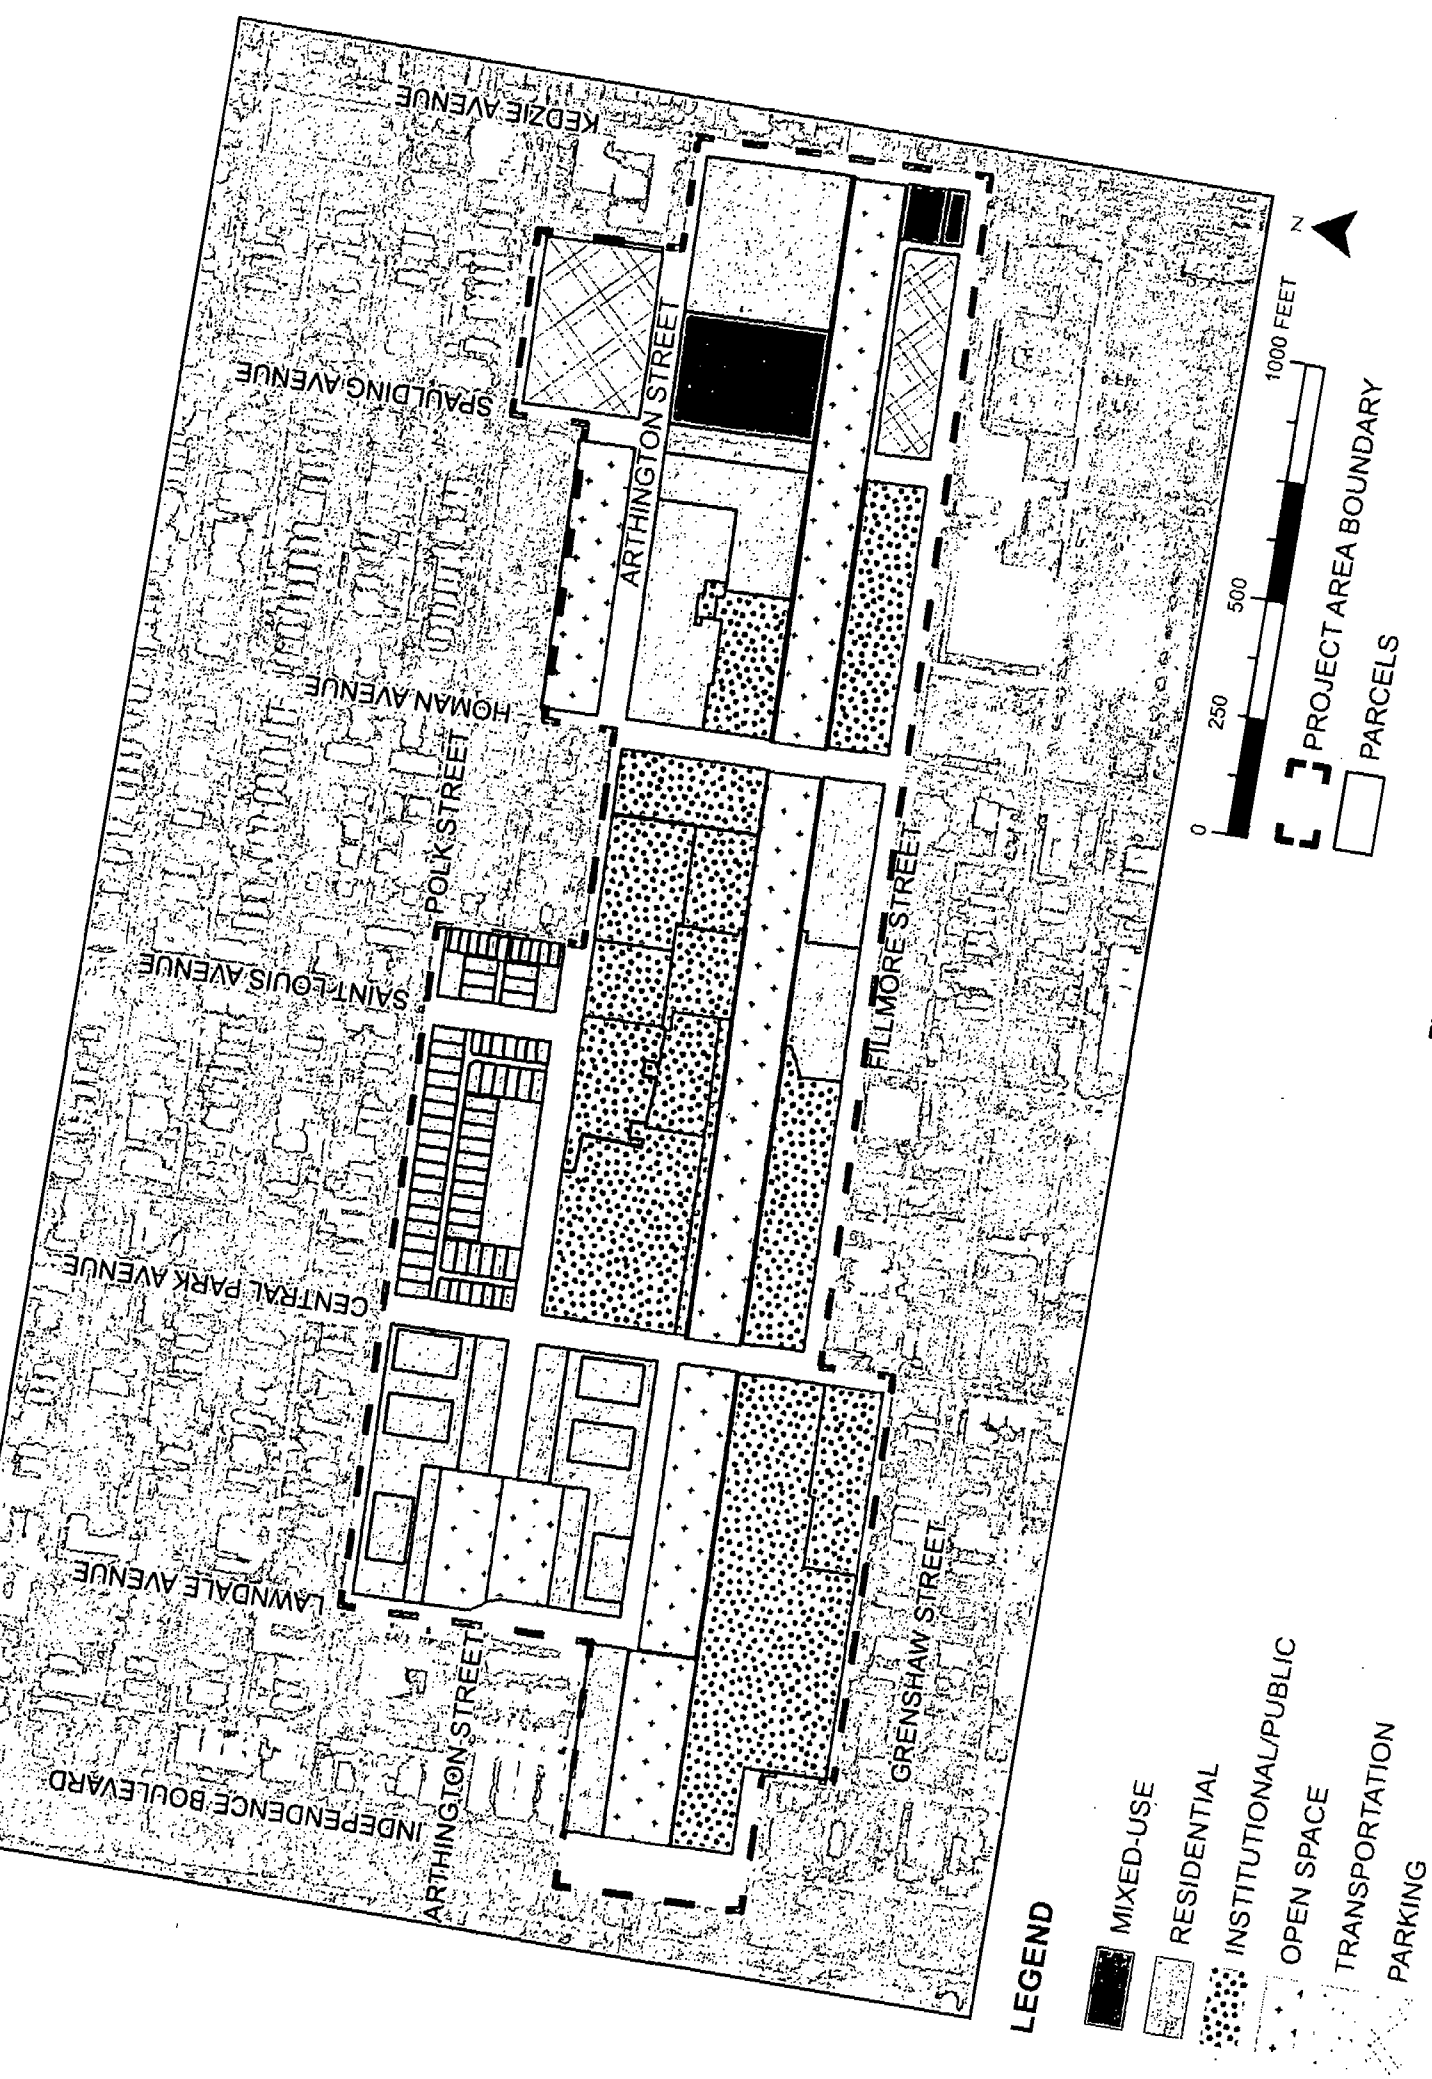 KEDZIE AVENUE
SPAULDING AVENUE
HOMAN AVENUE
SAINT LOUIS AVENUE
CENTRAL PARK AVENUE
LAWNDALE AVENUE
INDEPENDENCE BOULEVARD
POLK STREET
ARTHINGTON STREET
ARTHINGTON STREET
FILLMORE STREET
GRENSHAW STREET
N
0 250 500 1000 FEET
PROJECT AREA BOUNDARY
PARCELS
LEGEND
MIXED-USE
RESIDENTIAL
INSTITUTIONAL/PUBLIC
OPEN SPACE
TRANSPORTATION
PARKING